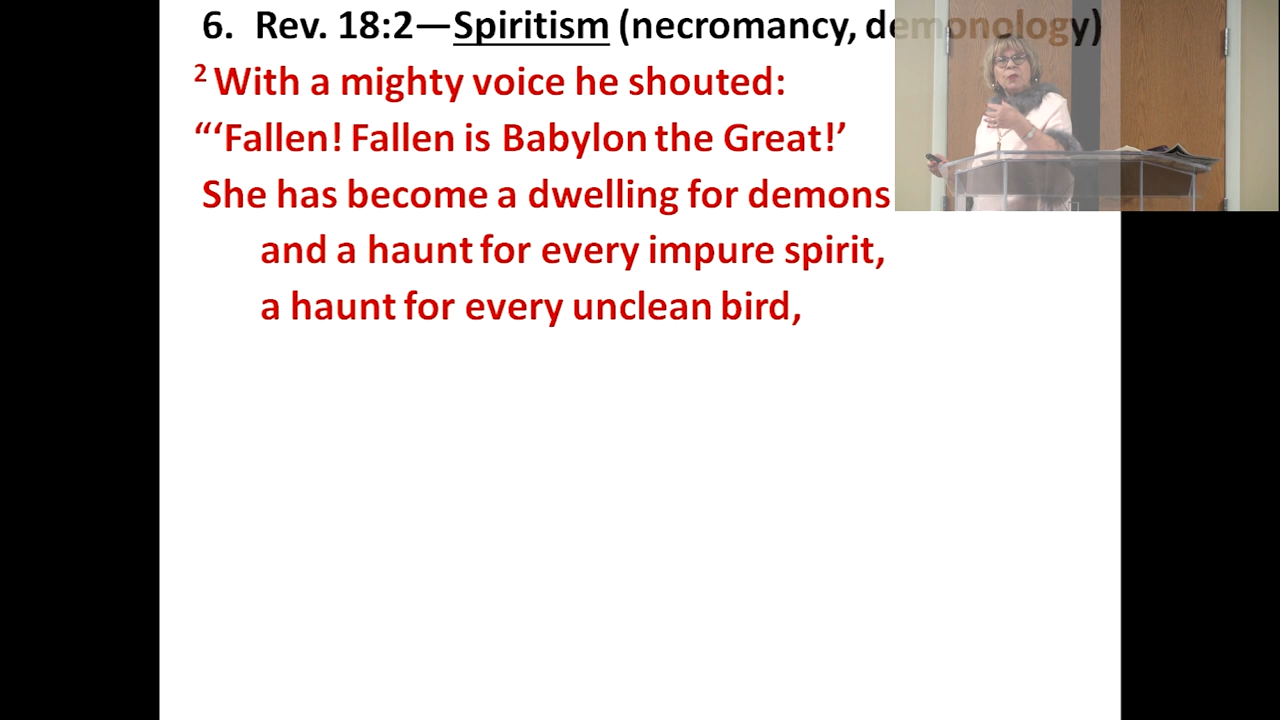 6. Rev. 18:2—Spiritism (necromancy, demonology)
2 With a mighty voice he shouted:
“‘Fallen! Fallen is Babylon the Great!’
She has become a dwelling for demons
and a haunt for every impure spirit,
a haunt for every unclean bird,